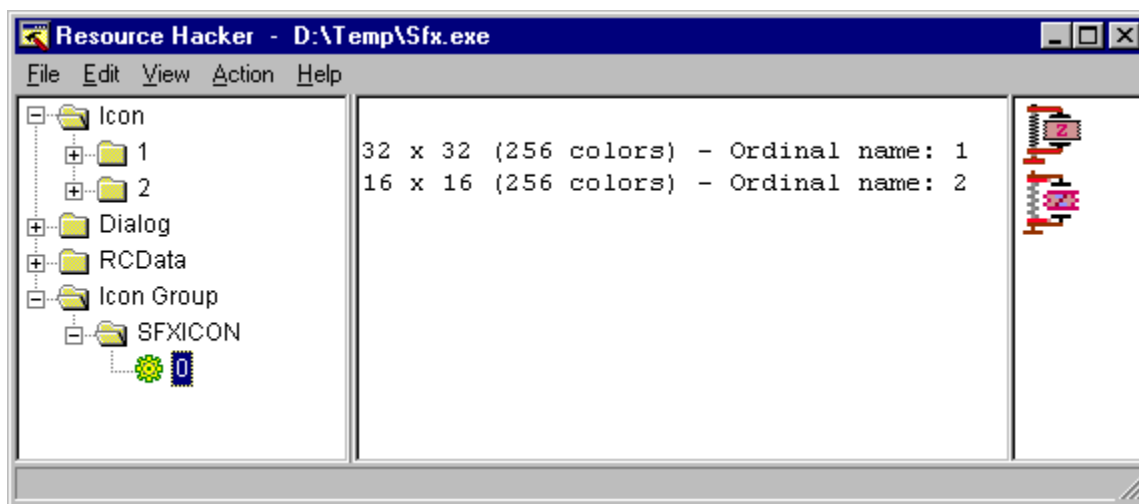 Resource Hacker - D:\Temp\Sfx.exe
File Edit View Action Help
Icon
1
2
Dialog
RCData
Icon Group
SFXICON
0
32 x 32 (256 colors) - Ordinal name: 1
16 x 16 (256 colors) - Ordinal name: 2
Z